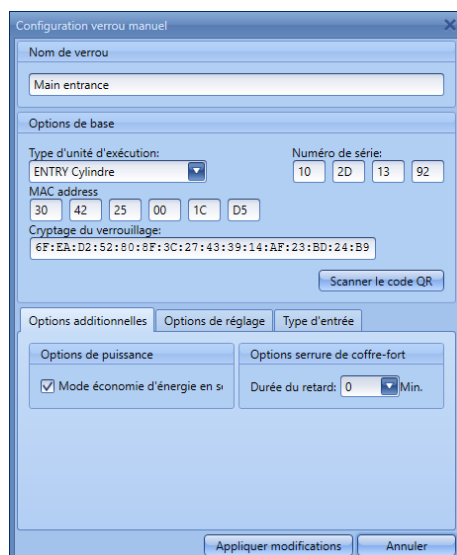 Configuration verrou manuel
Nom de verrou
Main entrance
Options de base
Type d'unité d'exécution: Numéro de série:
ENTRY Cylindre 10 2D 13 92
MAC address
30 42 25 00 1C D5
Cryptage du verrouillage:
6F:EA:D2:52:80:8F:3C:27:43:39:14:AF:23:BD:24:B9
Scanner le code QR
Options additionnelles Options de réglage Type d'entrée
Options de puissance Options serrure de coffre-fort
Mode économie d'énergie en se Durée du retard: 0 Min.
Appliquer modifications Annuler